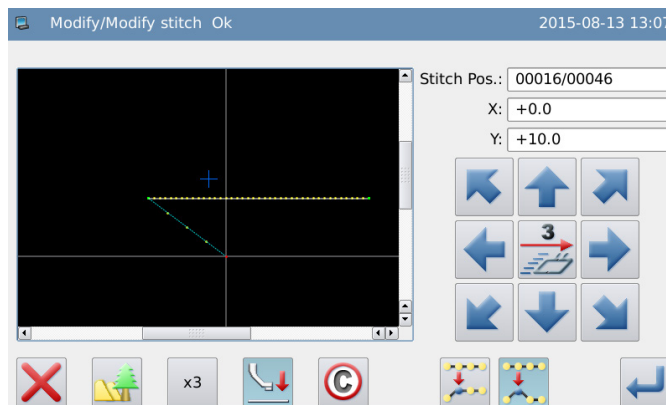 Modify/Modify stitch Ok 2015-08-13 13:07
Stitch Pos.: 00016/00046
X: +0.0
Y: +10.0
3
x3
C